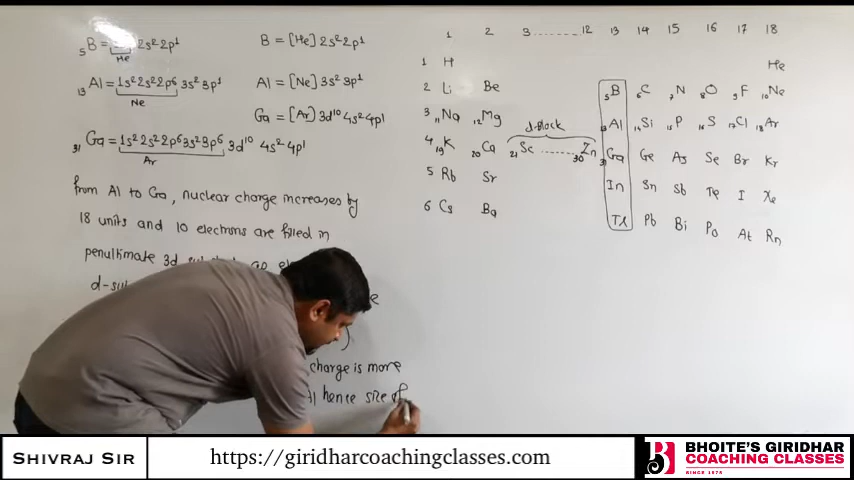 ₅B = 1s² 2s² 2p¹
He
B = [He] 2s² 2p¹
₁₃Al = 1s² 2s² 2p⁶ 3s² 3p¹
Ne
Al = [Ne] 3s² 3p¹
Ga = [Ar] 3d¹⁰ 4s² 4p¹
₃₁Ga = 1s² 2s² 2p⁶ 3s² 3p⁶ 3d¹⁰ 4s² 4p¹
Ar
from Al to Ga, nuclear charge increases by
18 units and 10 electrons are filled in
penultimate 3d
d-su
charge is more
Al hence size of
1 2 3 ........ 12 13 14 15 16 17 18
1 H He
2 Li Be ₅B ₆C ₇N ₈O ₉F ₁₀Ne
3 ₁₁Na ₁₂Mg d-block ₁₃Al ₁₄Si ₁₅P ₁₆S ₁₇Cl ₁₈Ar
4 ₁₉K ₂₀Ca ₂₁Sc ........ ₃₀Zn ₃₁Ga Ge As Se Br Kr
5 Rb Sr In Sn Sb Te I Xe
6 Cs Ba Tl Pb Bi Po At Rn
SHIVRAJ SIR
https://giridharcoachingclasses.com
BHOITE'S GIRIDHAR
COACHING CLASSES
SINCE 1975